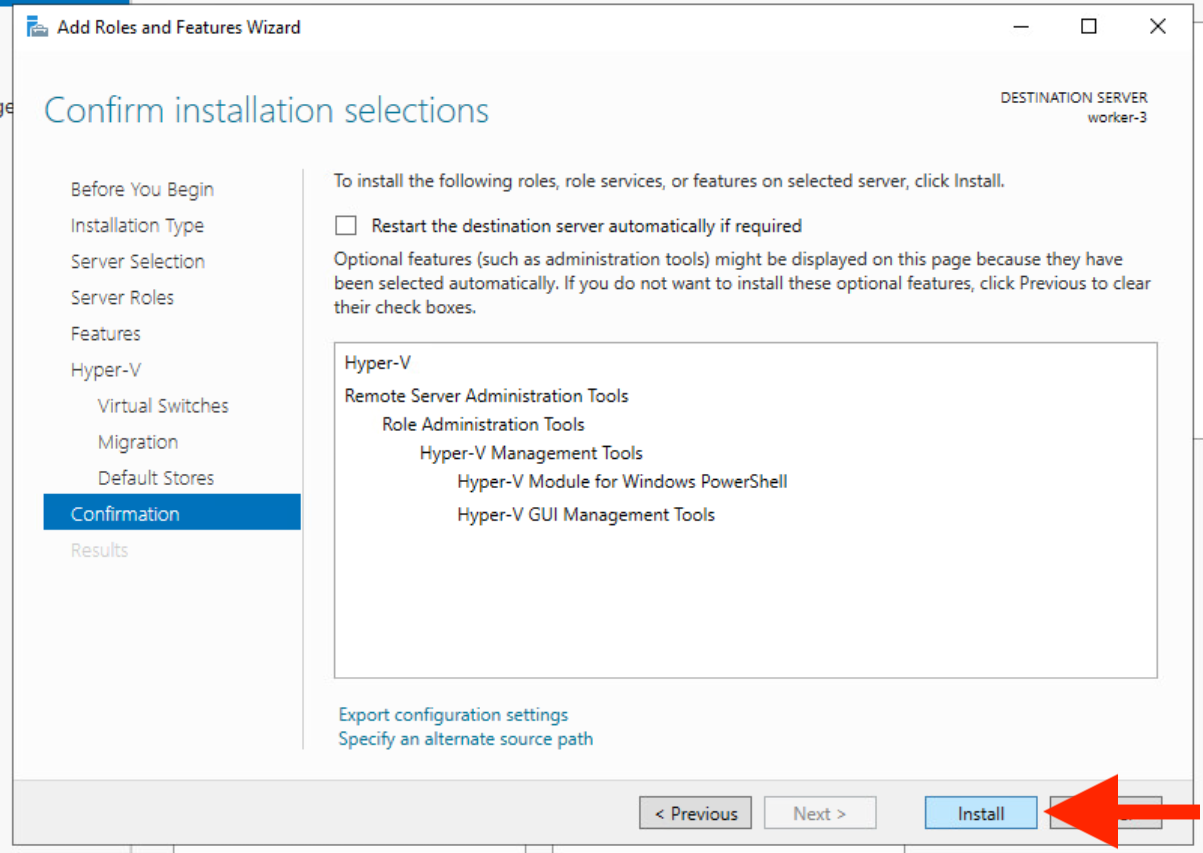 Add Roles and Features Wizard
Confirm installation selections
DESTINATION SERVER
worker-3
Before You Begin
Installation Type
Server Selection
Server Roles
Features
Hyper-V
Virtual Switches
Migration
Default Stores
Confirmation
Results
To install the following roles, role services, or features on selected server, click Install.
Restart the destination server automatically if required
Optional features (such as administration tools) might be displayed on this page because they have
been selected automatically. If you do not want to install these optional features, click Previous to clear
their check boxes.
Hyper-V
Remote Server Administration Tools
Role Administration Tools
Hyper-V Management Tools
Hyper-V Module for Windows PowerShell
Hyper-V GUI Management Tools
Export configuration settings
Specify an alternate source path
< Previous
Next >
Install